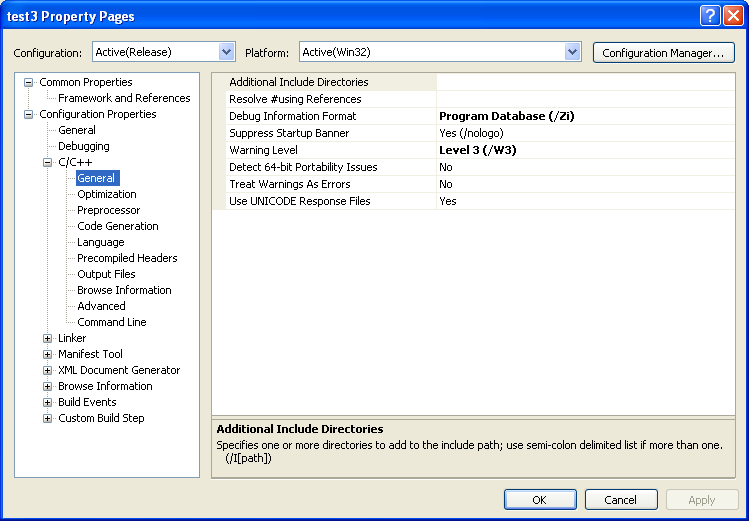 test3 Property Pages
Configuration: Active(Release) Platform: Active(Win32) Configuration Manager...
Common Properties
Framework and References
Configuration Properties
General
Debugging
C/C++
General
Optimization
Preprocessor
Code Generation
Language
Precompiled Headers
Output Files
Browse Information
Advanced
Command Line
Linker
Manifest Tool
XML Document Generator
Browse Information
Build Events
Custom Build Step
Additional Include Directories
Resolve #using References
Debug Information Format Program Database (/Zi)
Suppress Startup Banner Yes (/nologo)
Warning Level Level 3 (/W3)
Detect 64-bit Portability Issues No
Treat Warnings As Errors No
Use UNICODE Response Files Yes
Additional Include Directories
Specifies one or more directories to add to the include path; use semi-colon delimited list if more than one.
(/I[path])
OK Cancel Apply